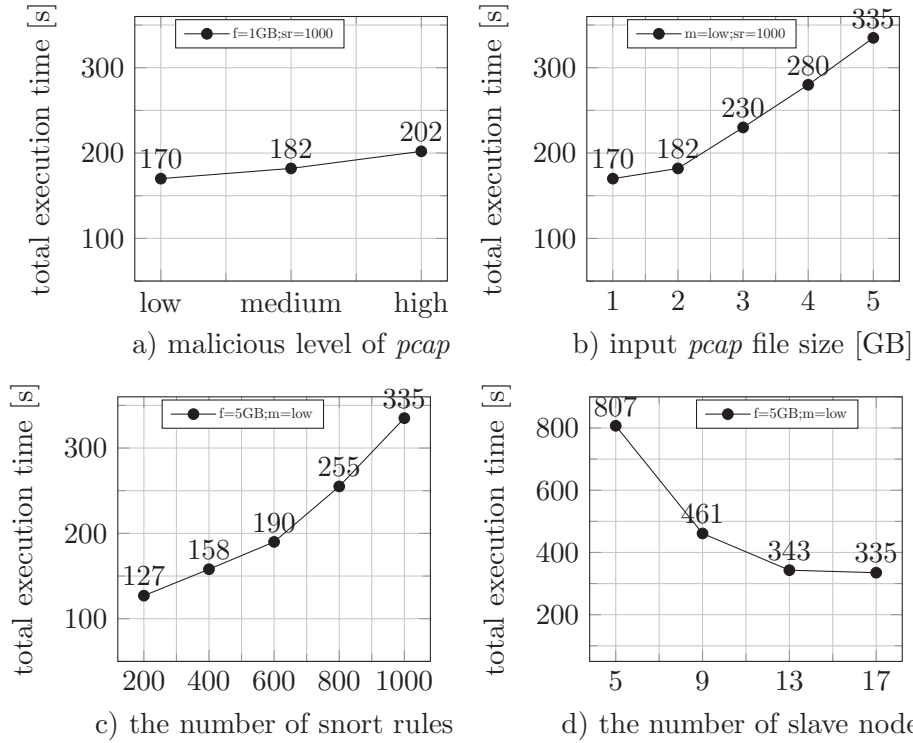 total execution time [s]
f=1GB;sr=1000
300
200
100
170
182
202
low medium high
a) malicious level of pcap
total execution time [s]
m=low;sr=1000
300
200
100
170
182
230
280
335
1 2 3 4 5
b) input pcap file size [GB]
total execution time [s]
f=5GB;m=low
300
200
100
127
158
190
255
335
200 400 600 800 1000
c) the number of snort rules
total execution time [s]
f=5GB;m=low
800
600
400
200
807
461
343
335
5 9 13 17
d) the number of slave node